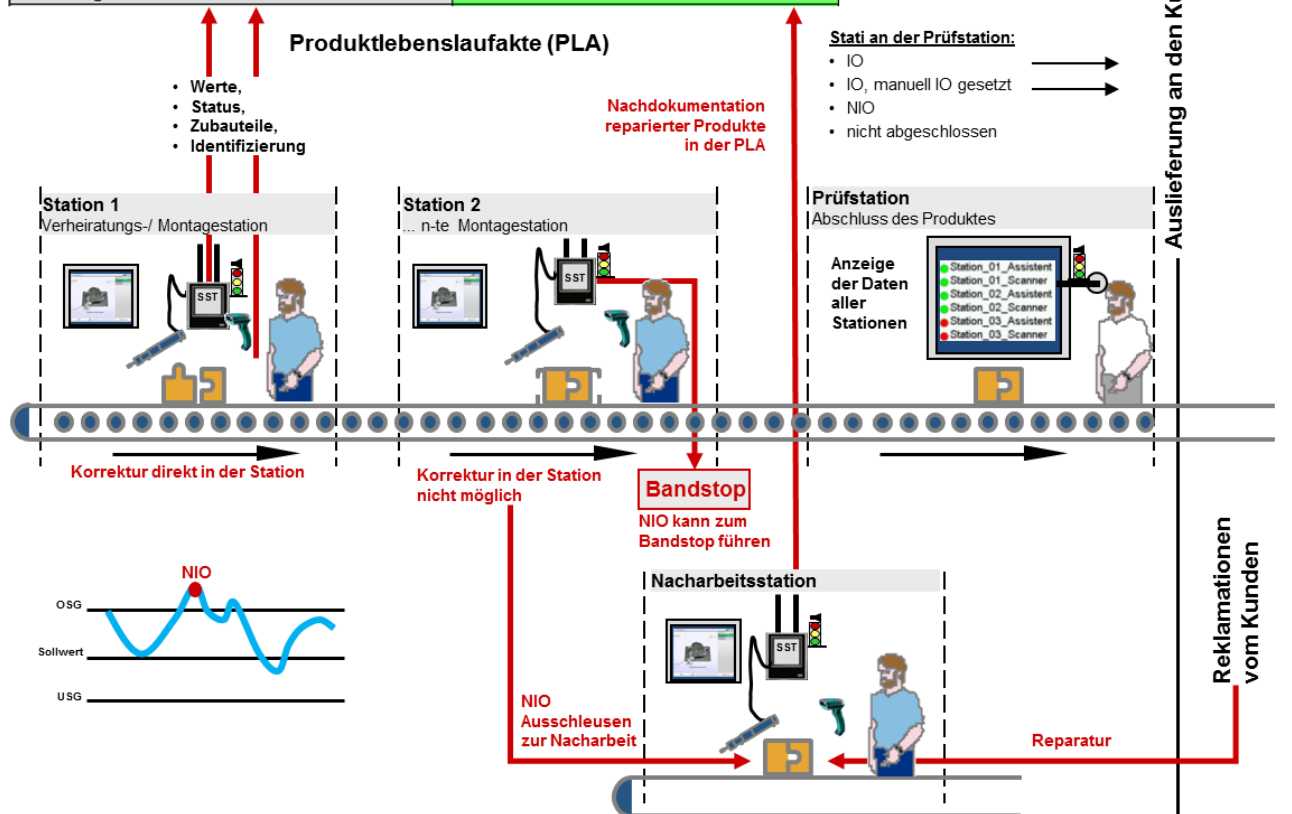 Produktlebenslaufakte (PLA)
Stati an der Prüfstation:
• IO
• IO, manuell IO gesetzt
• NIO
• nicht abgeschlossen
• Werte,
• Status,
• Zubauteile,
• Identifizierung
Nachdokumentation
reparierter Produkte
in der PLA
Auslieferung an den
Station 1
Verheiratungs-/ Montagestation
SST
Station 2
... n-te Montagestation
SST
Prüfstation
Abschluss des Produktes
Anzeige
der Daten
aller
Stationen
Station_01_Assistent
Station_01_Scanner
Station_02_Assistent
Station_02_Scanner
Station_03_Assistent
Station_03_Scanner
Korrektur direkt in der Station
Korrektur in der Station
nicht möglich
Bandstop
NIO kann zum
Bandstop führen
NIO
OSG
Sollwert
USG
Nacharbeitsstation
SST
NIO
Ausschleusen
zur Nacharbeit
Reparatur
Reklamationen
vom Kunden